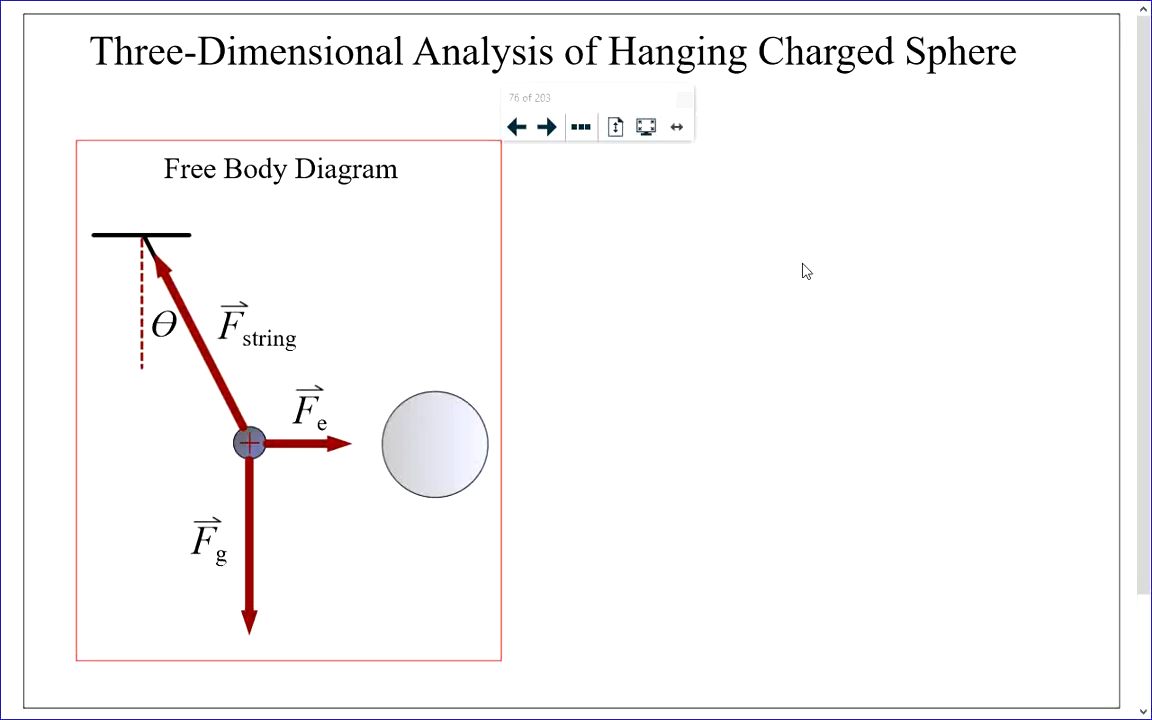 Three-Dimensional Analysis of Hanging Charged Sphere
76 of 203
Free Body Diagram
θ
F string
F e
+
F g